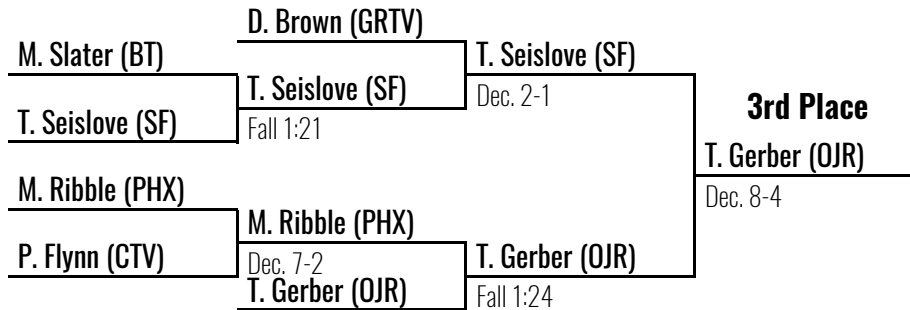 D. Brown (GRTV)
M. Slater (BT)
T. Seislove (SF)
T. Seislove (SF)
Dec. 2-1
T. Seislove (SF)
Fall 1:21
3rd Place
T. Gerber (OJR)
Dec. 8-4
M. Ribble (PHX)
M. Ribble (PHX)
Dec. 7-2
P. Flynn (CTV)
T. Gerber (OJR)
T. Gerber (OJR)
Fall 1:24